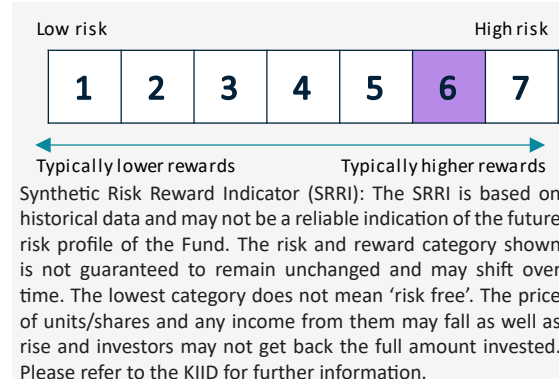 Low risk High risk
1 2 3 4 5 6 7
Typically lower rewards Typically higher rewards
Synthetic Risk Reward Indicator (SRRI): The SRRI is based on
historical data and may not be a reliable indication of the future
risk profile of the Fund. The risk and reward category shown
is not guaranteed to remain unchanged and may shift over
time. The lowest category does not mean ‘risk free’. The price
of units/shares and any income from them may fall as well as
rise and investors may not get back the full amount invested.
Please refer to the KIID for further information.